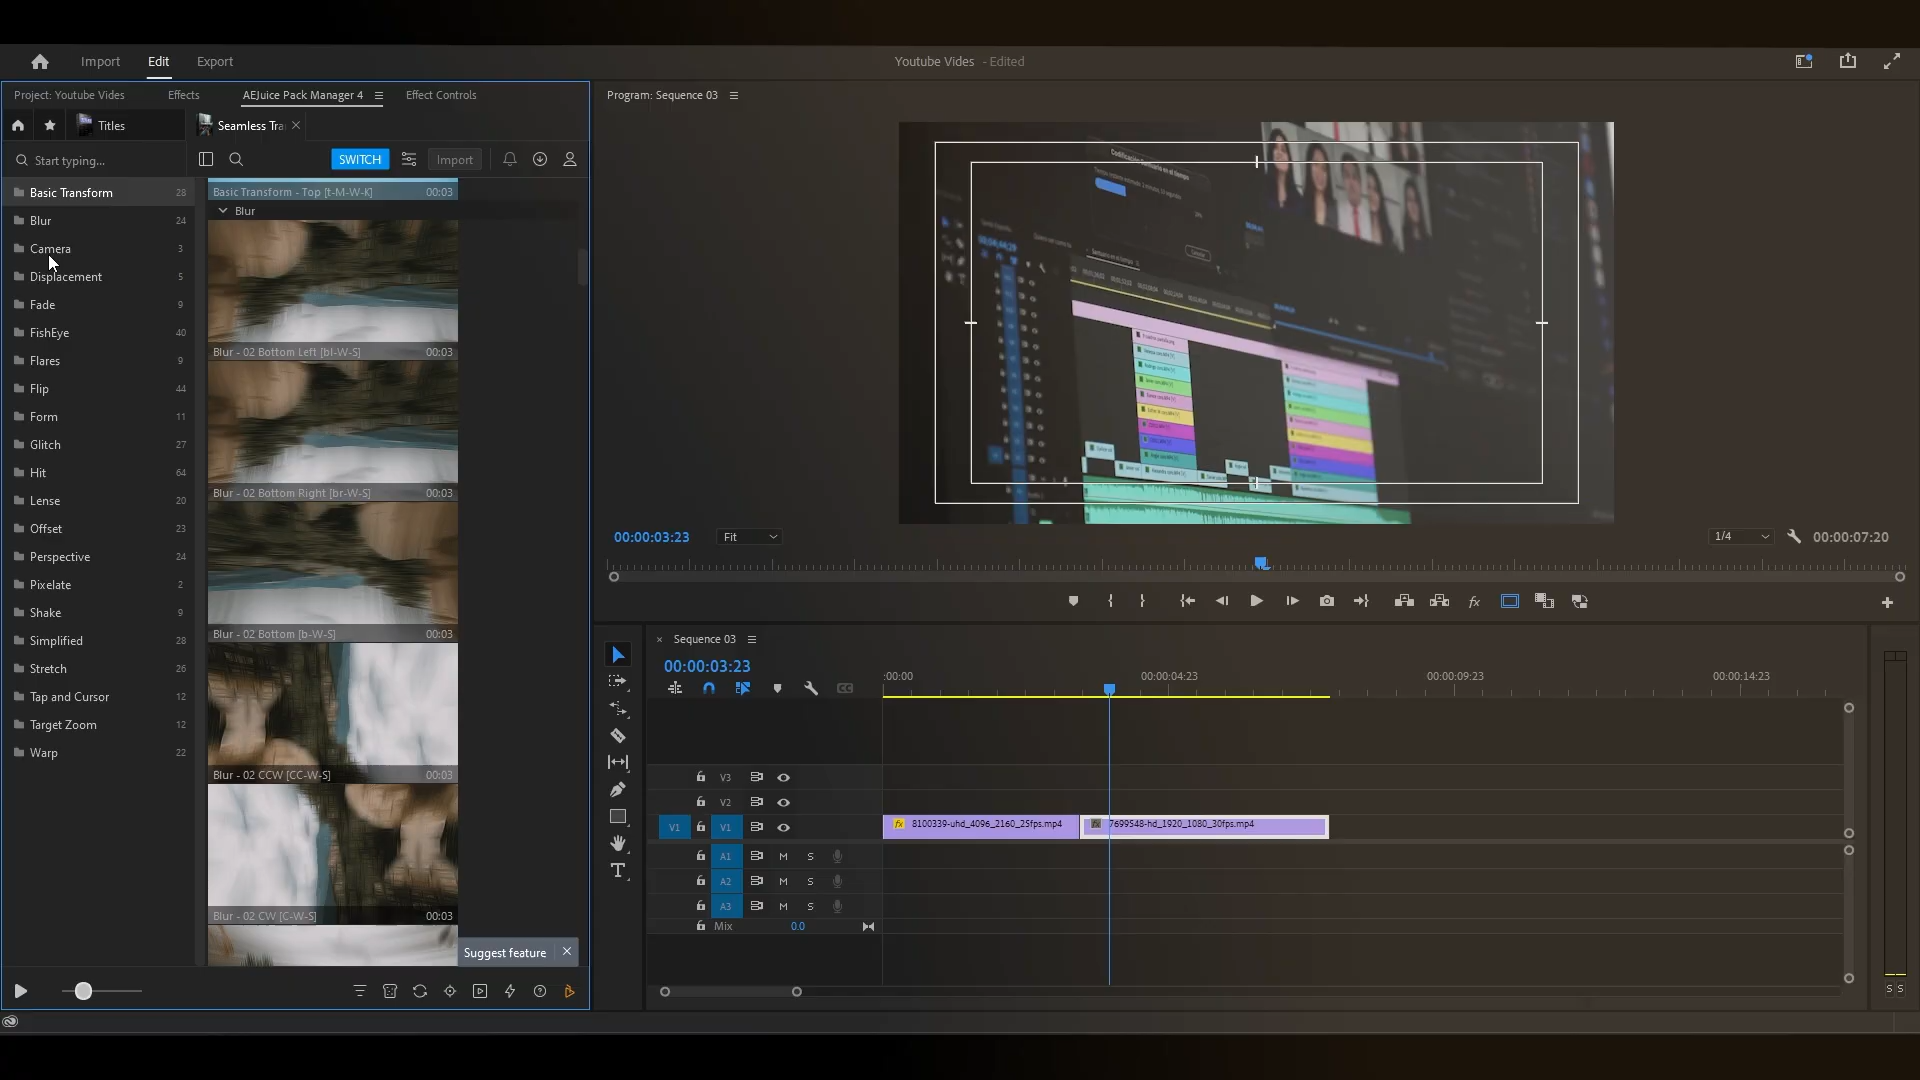 Import
Edit
Export
Youtube Vides - Edited
Project: Youtube Vides
Effects
AEJuice Pack Manager 4
Effect Controls
Titles
Seamless Tra
Start typing...
SWITCH
Import
Basic Transform 28
Blur 24
Camera 3
Displacement 5
Fade 9
FishEye 40
Flares 9
Flip 44
Form 11
Glitch 27
Hit 64
Lense 20
Offset 23
Perspective 24
Pixelate 2
Shake 9
Simplified 28
Stretch 26
Tap and Cursor 12
Target Zoom 12
Warp 22
Basic Transform - Top [t-M-W-K] 00:03
Blur
Blur - 02 Bottom Left [bl-W-S] 00:03
Blur - 02 Bottom Right [br-W-S] 00:03
Blur - 02 Bottom [b-W-S] 00:03
Blur - 02 CCW [CC-W-S] 00:03
Blur - 02 CW [C-W-S] 00:03
Suggest feature
Program: Sequence 03
00:00:03:23
Fit
1/4
00:00:07:20
Sequence 03
00:00:03:23
:00:00
00:00:04:23
00:00:09:23
00:00:14:23
V3
V2
V1 V1
fx 8100339-uhd_4096_2160_25fps.mp4
fx 7699548-hd_1920_1080_30fps.mp4
A1 M S
A2 M S
A3 M S
Mix 0.0
S S